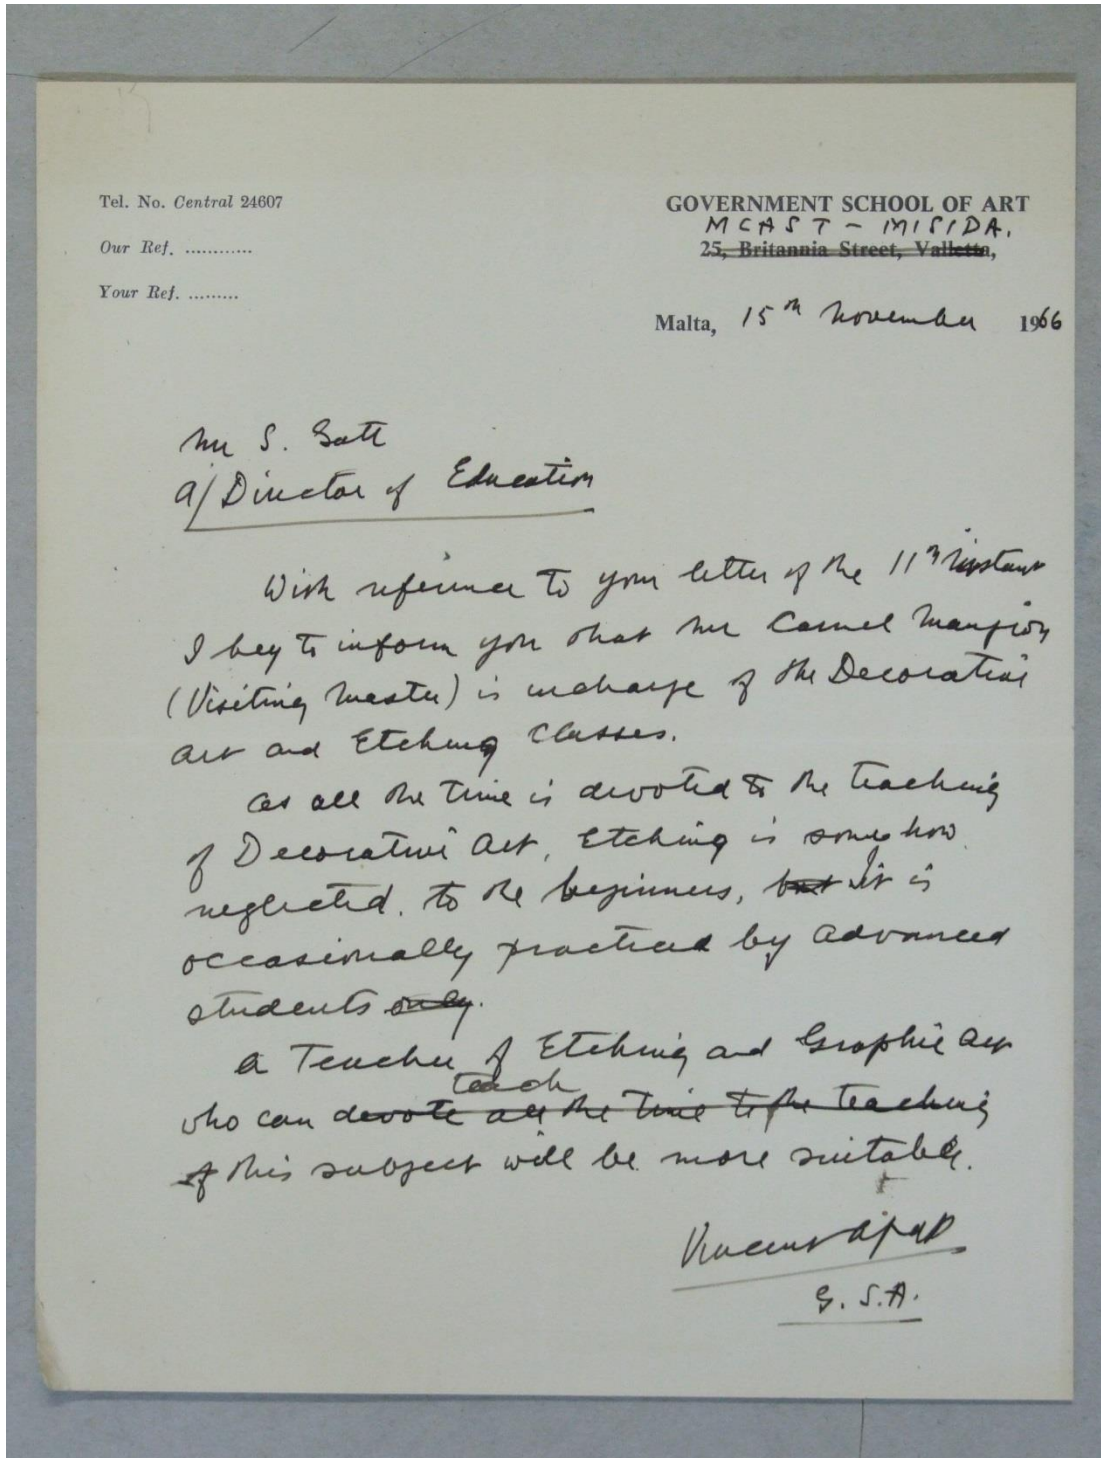 Tel. No. Central 24607
Our Ref. ............
Your Ref. .........
GOVERNMENT SCHOOL OF ART
MCAST - MISIDA.
25, Britannia Street, Valletta,
Malta, 15th November 1966
Mr S. Gatt
a/Director of Education
With reference to your letter of the 11th instant
I beg to inform you that Mr Carmel Mangion
(Visiting Master) is incharge of the Decorative
Art and Etching Classes.
As all the time is devoted to the teaching
of Decorative Art, Etching is somehow
neglected. to the beginners, but It is
occasionally practiced by advanced
students only.
A Teacher of Etching and Graphic Art
teach
who can devote all the time to the teaching
of this subject will be more suitable.
Vincent Apap
G.S.A.